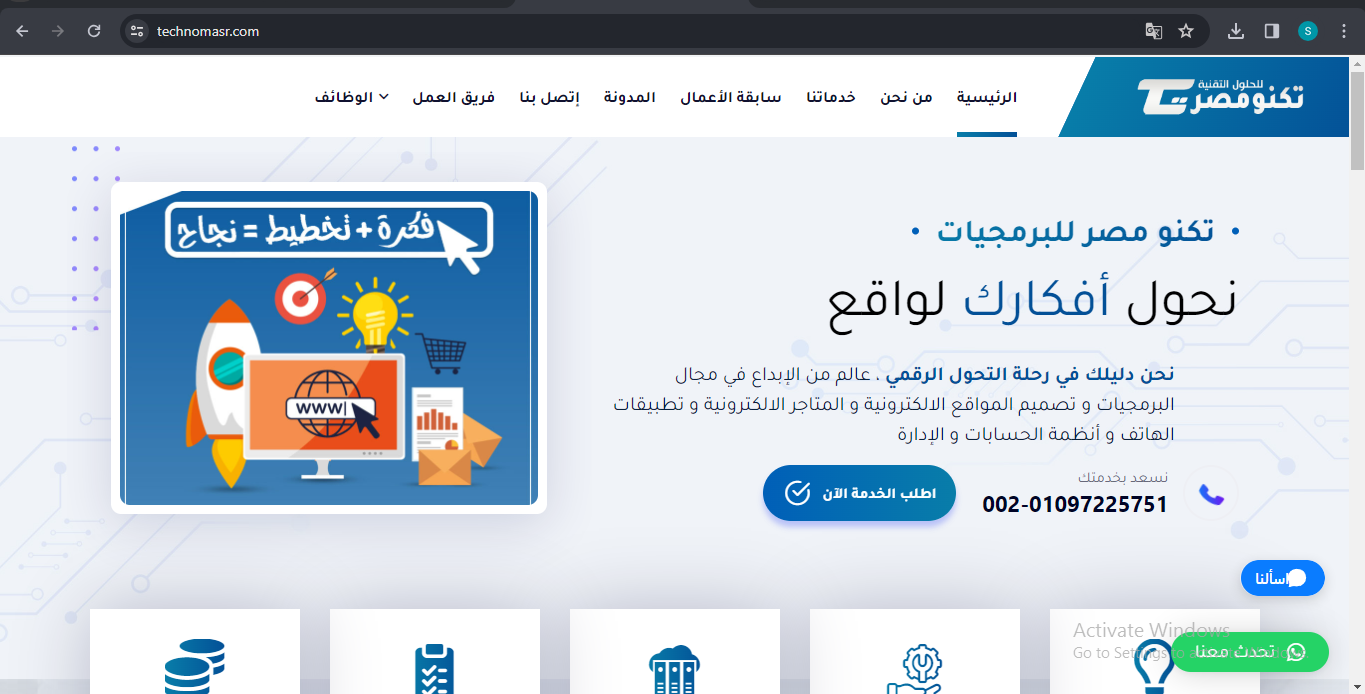 technomasr.com
S
للحلول التقنية
تكنومصر
الرئيسية
من نحن
خدماتنا
سابقة الأعمال
المدونة
إتصل بنا
فريق العمل
الوظائف
فكرة + تخطيط = نجاح
www
• تكنو مصر للبرمجيات •
نحول أفكارك لواقع
نحن دليلك في رحلة التحول الرقمي ، عالم من الإبداع في مجال
البرمجيات و تصميم المواقع الالكترونية و المتاجر الالكترونية و تطبيقات
الهاتف و أنظمة الحسابات و الإدارة
نسعد بخدمتك
002-01097225751
اطلب الخدمة الآن
اسألنا
Activate Windows
Go to Settings to
تحدث معنا